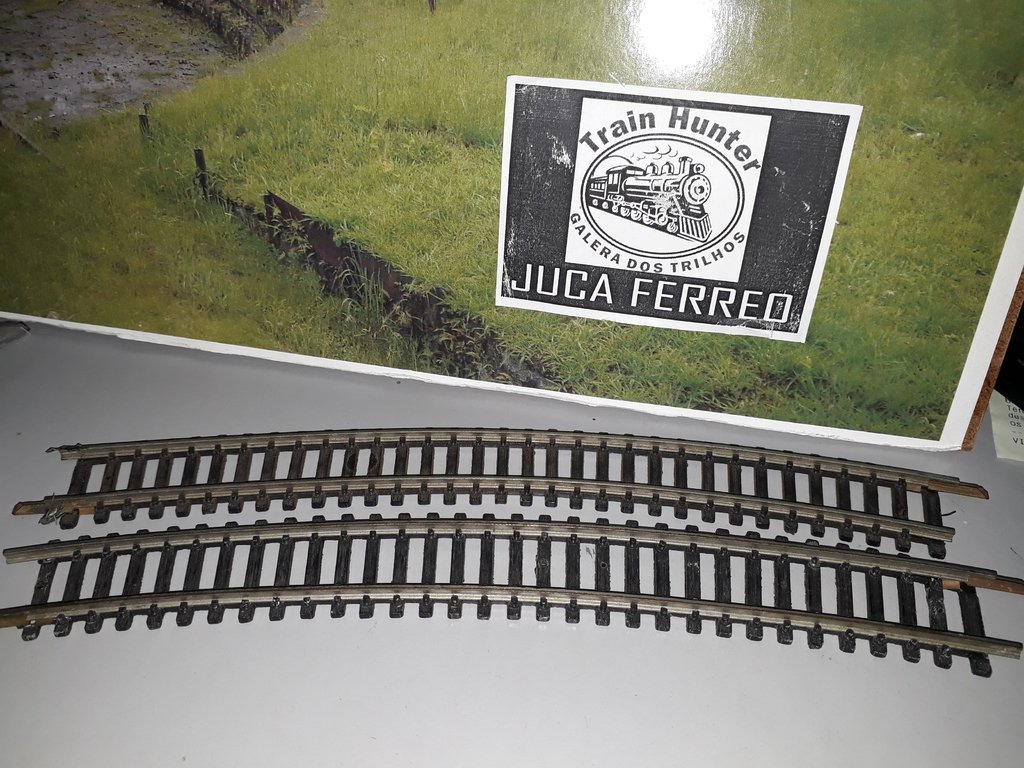 Train Hunter
GALERA DOS TRILHOS
JUCA FERREO